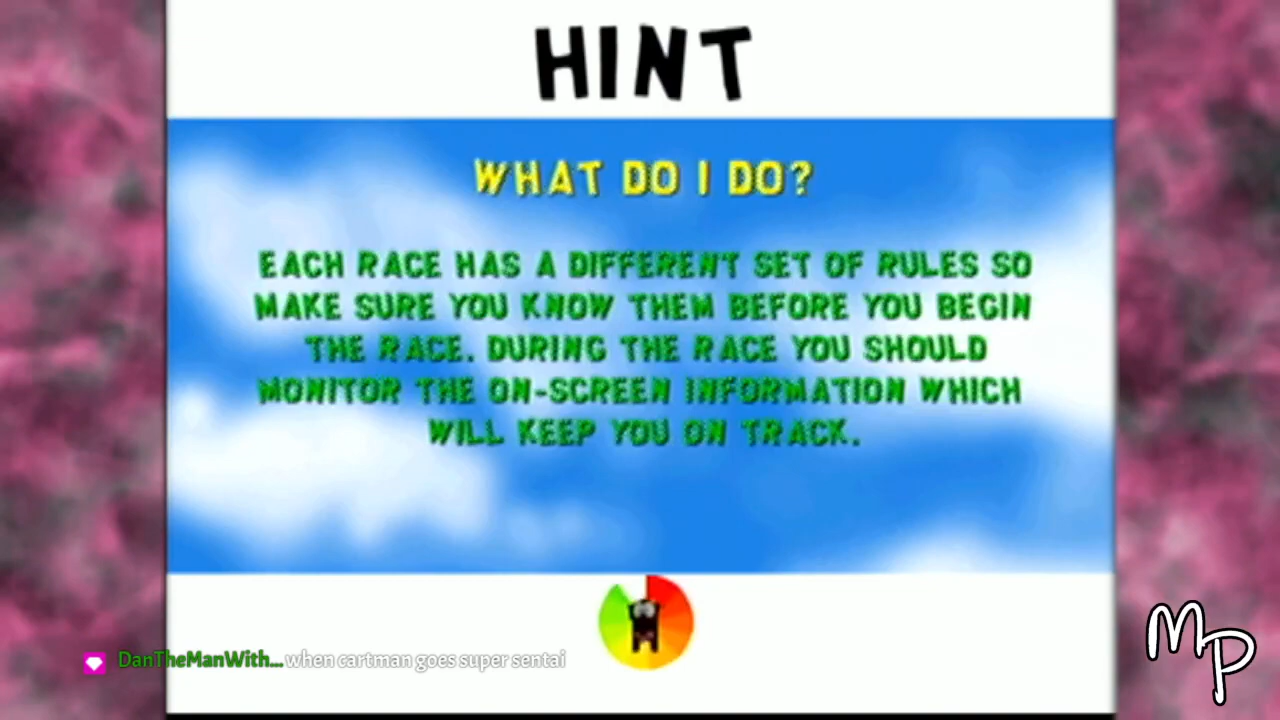 HINT
WHAT DO I DO?
EACH RACE HAS A DIFFERENT SET OF RULES SO
MAKE SURE YOU KNOW THEM BEFORE YOU BEGIN
THE RACE. DURING THE RACE YOU SHOULD
MONITOR THE ON-SCREEN INFORMATION WHICH
WILL KEEP YOU ON TRACK.
DanTheManWith... when cartman goes super sentai
MP